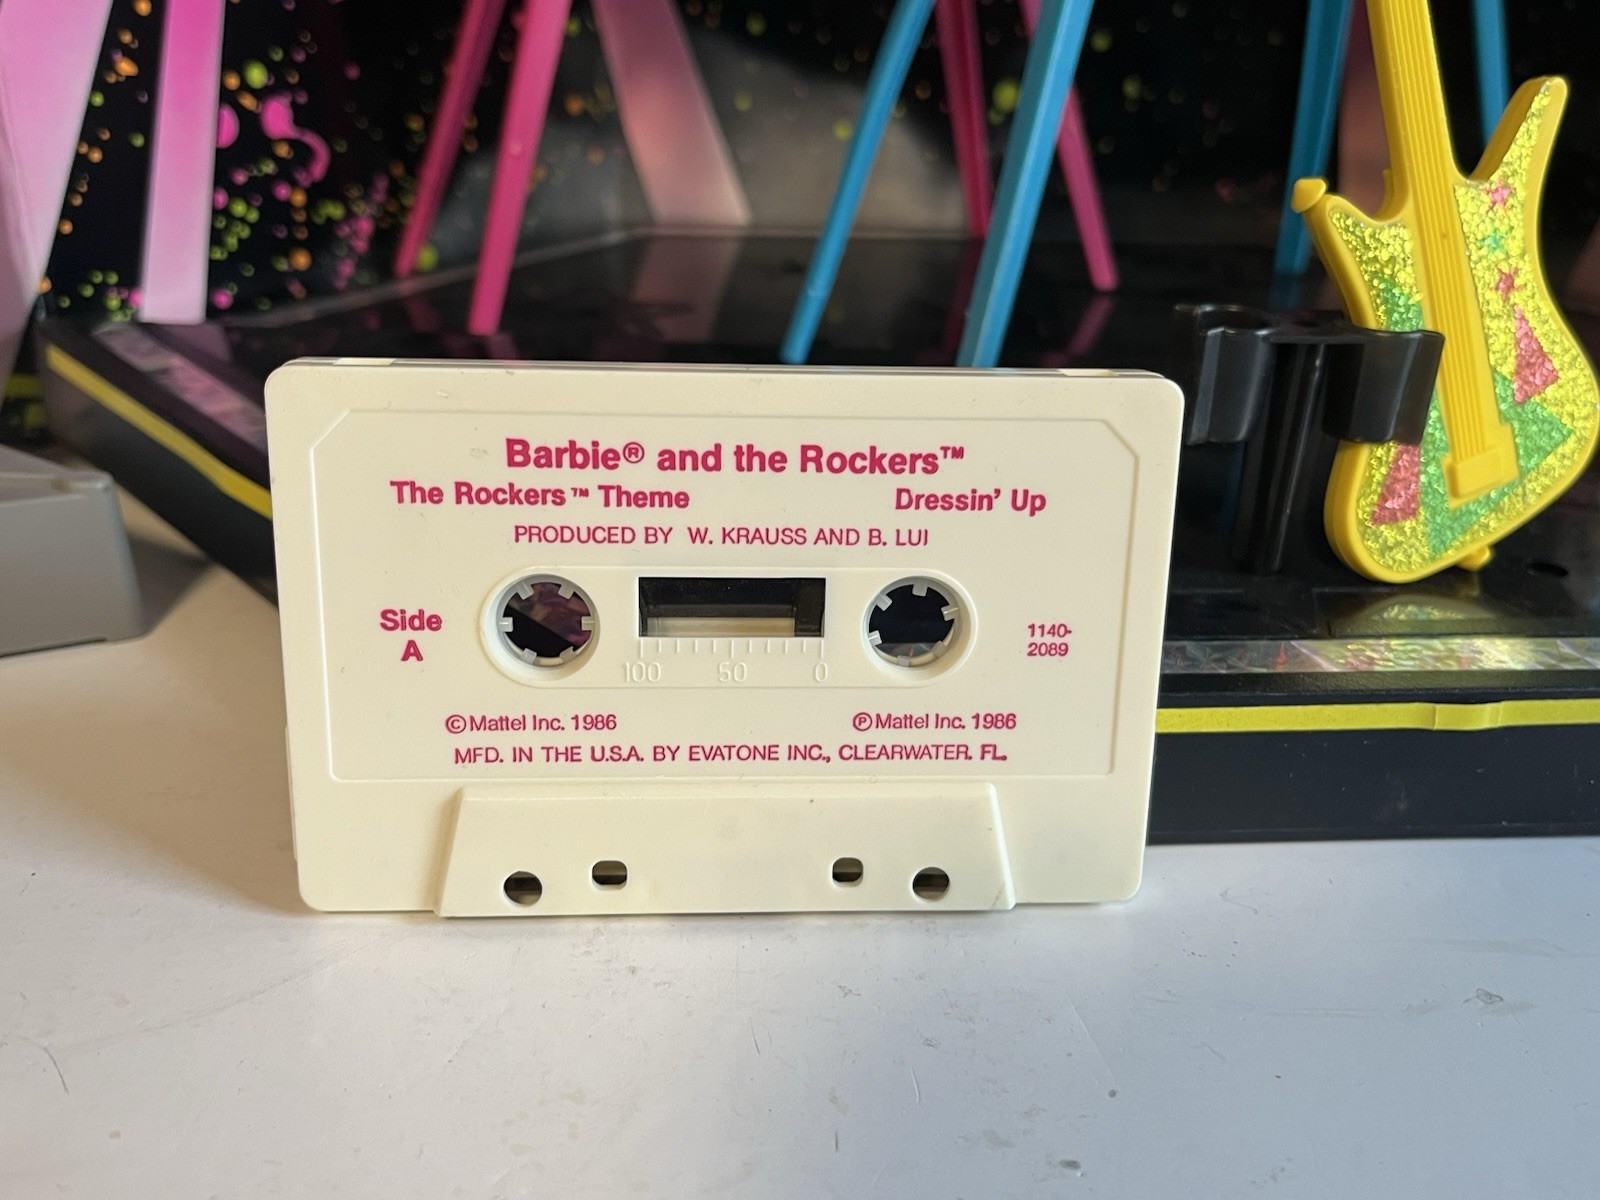 Barbie® and the Rockers™
The Rockers™ Theme Dressin' Up
PRODUCED BY W. KRAUSS AND B. LUI
Side
A
1140-
2089
100 50 0
©Mattel Inc. 1986 ℗Mattel Inc. 1986
MFD. IN THE U.S.A. BY EVATONE INC., CLEARWATER. FL.